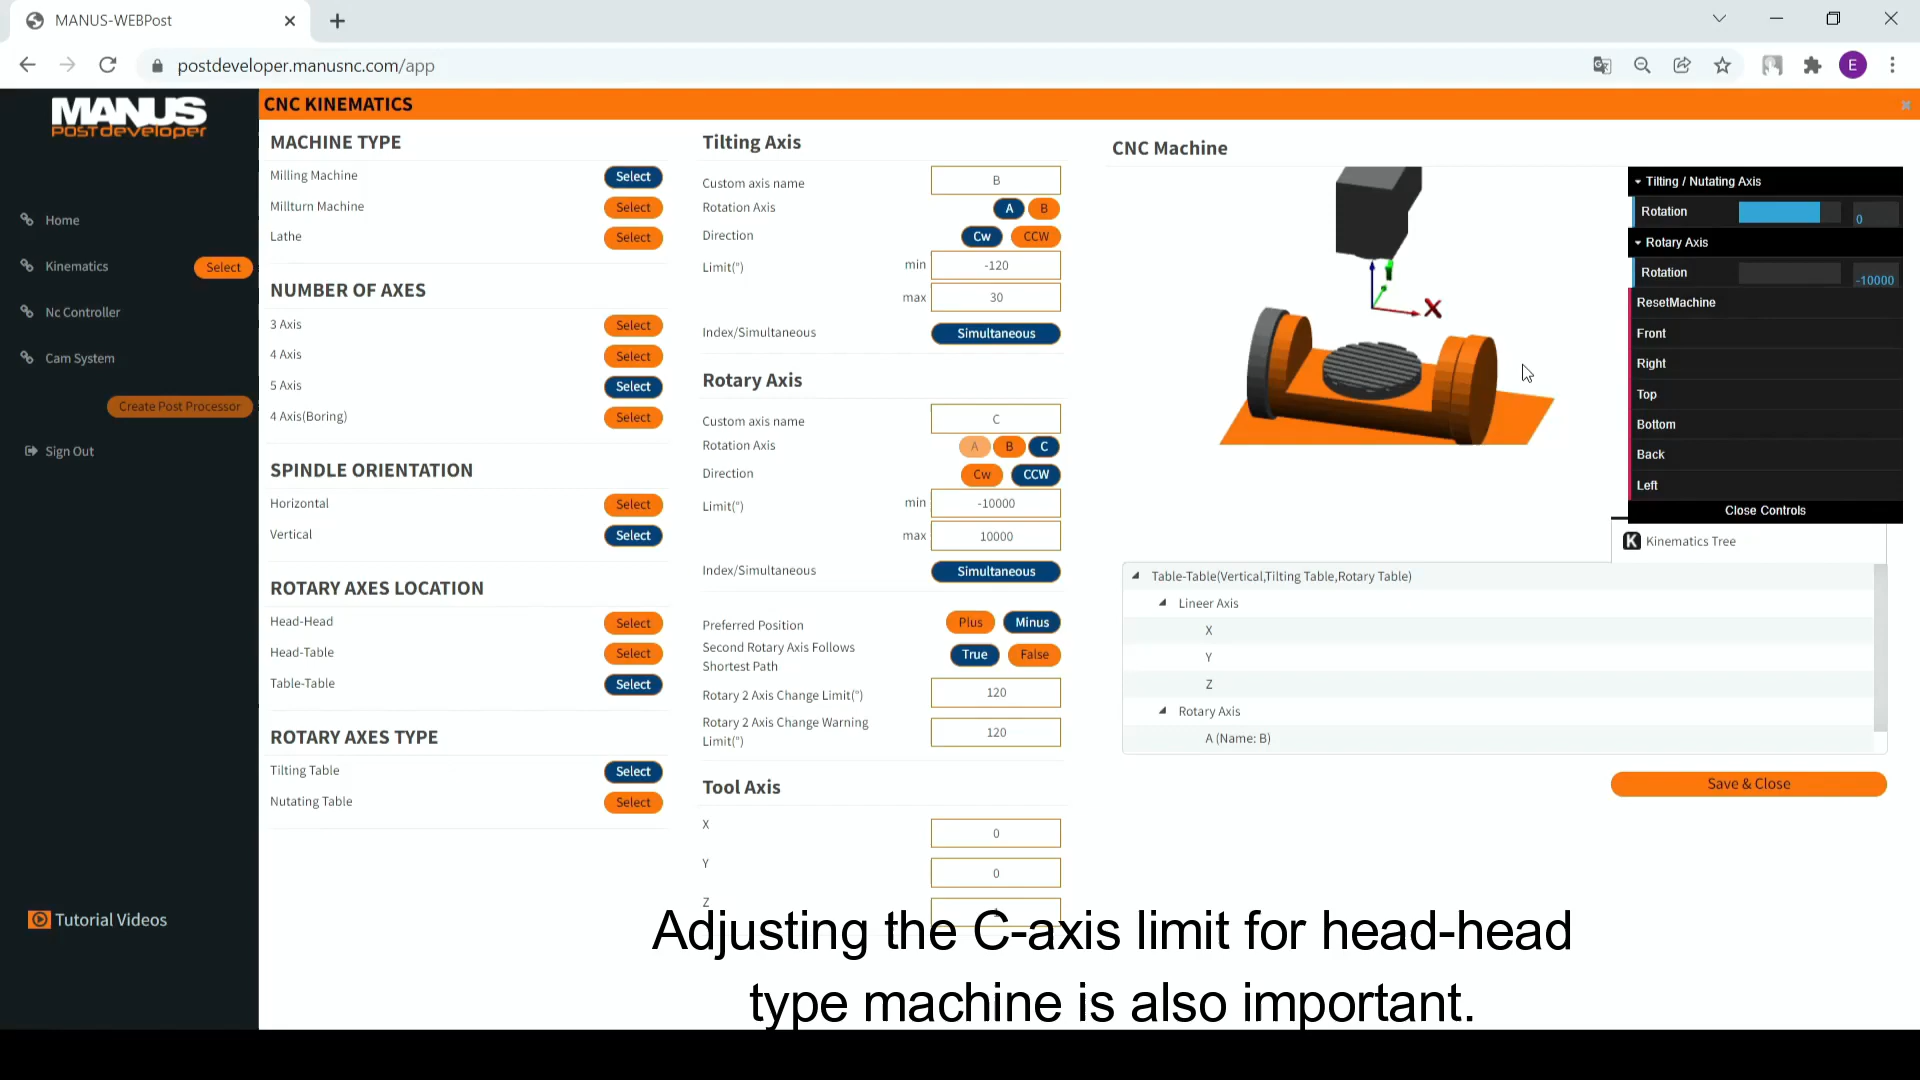 MANUS-WEBPost
postdeveloper.manusnc.com/app
E
MANUS
postdeveloper
Home
Kinematics
Select
Nc Controller
Cam System
Create Post Processor
Sign Out
Tutorial Videos
CNC KINEMATICS
MACHINE TYPE
Milling Machine Select
Millturn Machine Select
Lathe Select
NUMBER OF AXES
3 Axis Select
4 Axis Select
5 Axis Select
4 Axis(Boring) Select
SPINDLE ORIENTATION
Horizontal Select
Vertical Select
ROTARY AXES LOCATION
Head-Head Select
Head-Table Select
Table-Table Select
ROTARY AXES TYPE
Tilting Table Select
Nutating Table Select
Tilting Axis
Custom axis name B
Rotation Axis A B
Direction Cw CCW
Limit(°) min -120
max 30
Index/Simultaneous Simultaneous
Rotary Axis
Custom axis name C
Rotation Axis A B C
Direction Cw CCW
Limit(°) min -10000
max 10000
Index/Simultaneous Simultaneous
Preferred Position Plus Minus
Second Rotary Axis Follows
Shortest Path True False
Rotary 2 Axis Change Limit(°) 120
Rotary 2 Axis Change Warning
Limit(°) 120
Tool Axis
X 0
Y 0
Z
CNC Machine
X
Tilting / Nutating Axis
Rotation 0
Rotary Axis
Rotation -10000
ResetMachine
Front
Right
Top
Bottom
Back
Left
Close Controls
K Kinematics Tree
Table-Table(Vertical,Tilting Table,Rotary Table)
Lineer Axis
X
Y
Z
Rotary Axis
A (Name: B)
Save & Close
Adjusting the C-axis limit for head-head
type machine is also important.